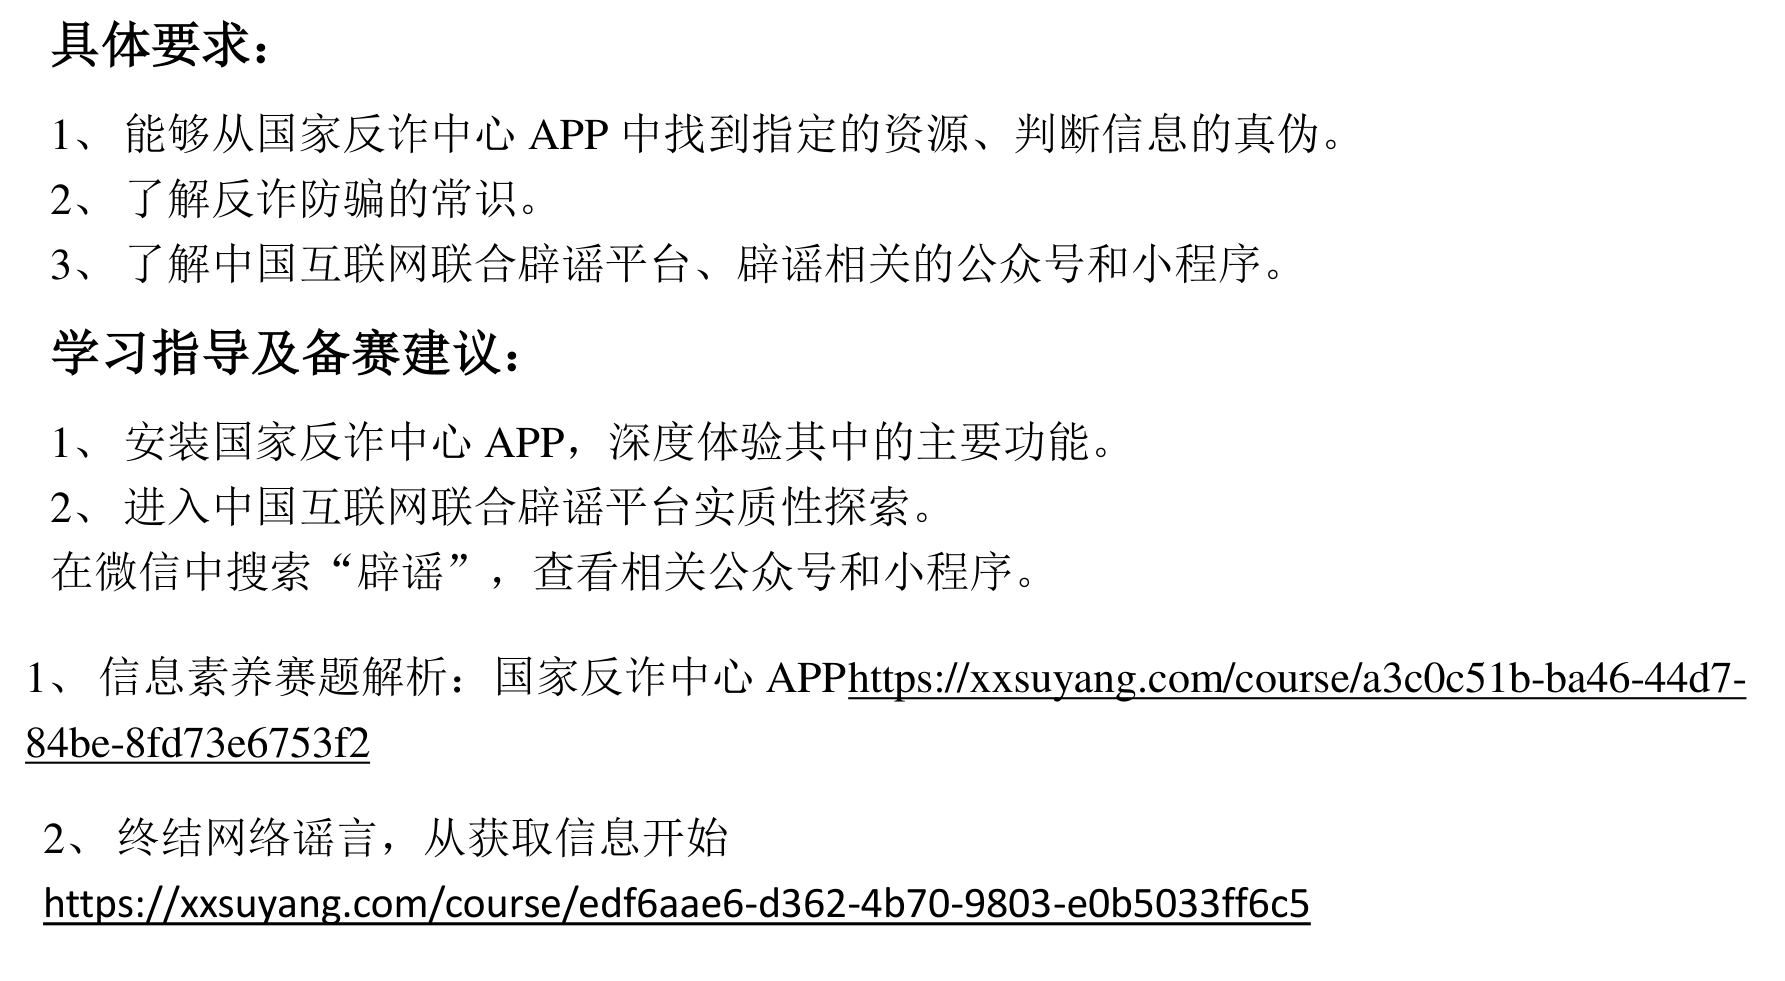 具体要求：
1、 能够从国家反诈中心 APP 中找到指定的资源、判断信息的真伪。
2、 了解反诈防骗的常识。
3、 了解中国互联网联合辟谣平台、辟谣相关的公众号和小程序。
学习指导及备赛建议：
1、 安装国家反诈中心 APP，深度体验其中的主要功能。
2、 进入中国互联网联合辟谣平台实质性探索。
在微信中搜索“辟谣”，查看相关公众号和小程序。
1、 信息素养赛题解析：国家反诈中心 APPhttps://xxsuyang.com/course/a3c0c51b-ba46-44d7-
84be-8fd73e6753f2
2、 终结网络谣言，从获取信息开始
https://xxsuyang.com/course/edf6aae6-d362-4b70-9803-e0b5033ff6c5